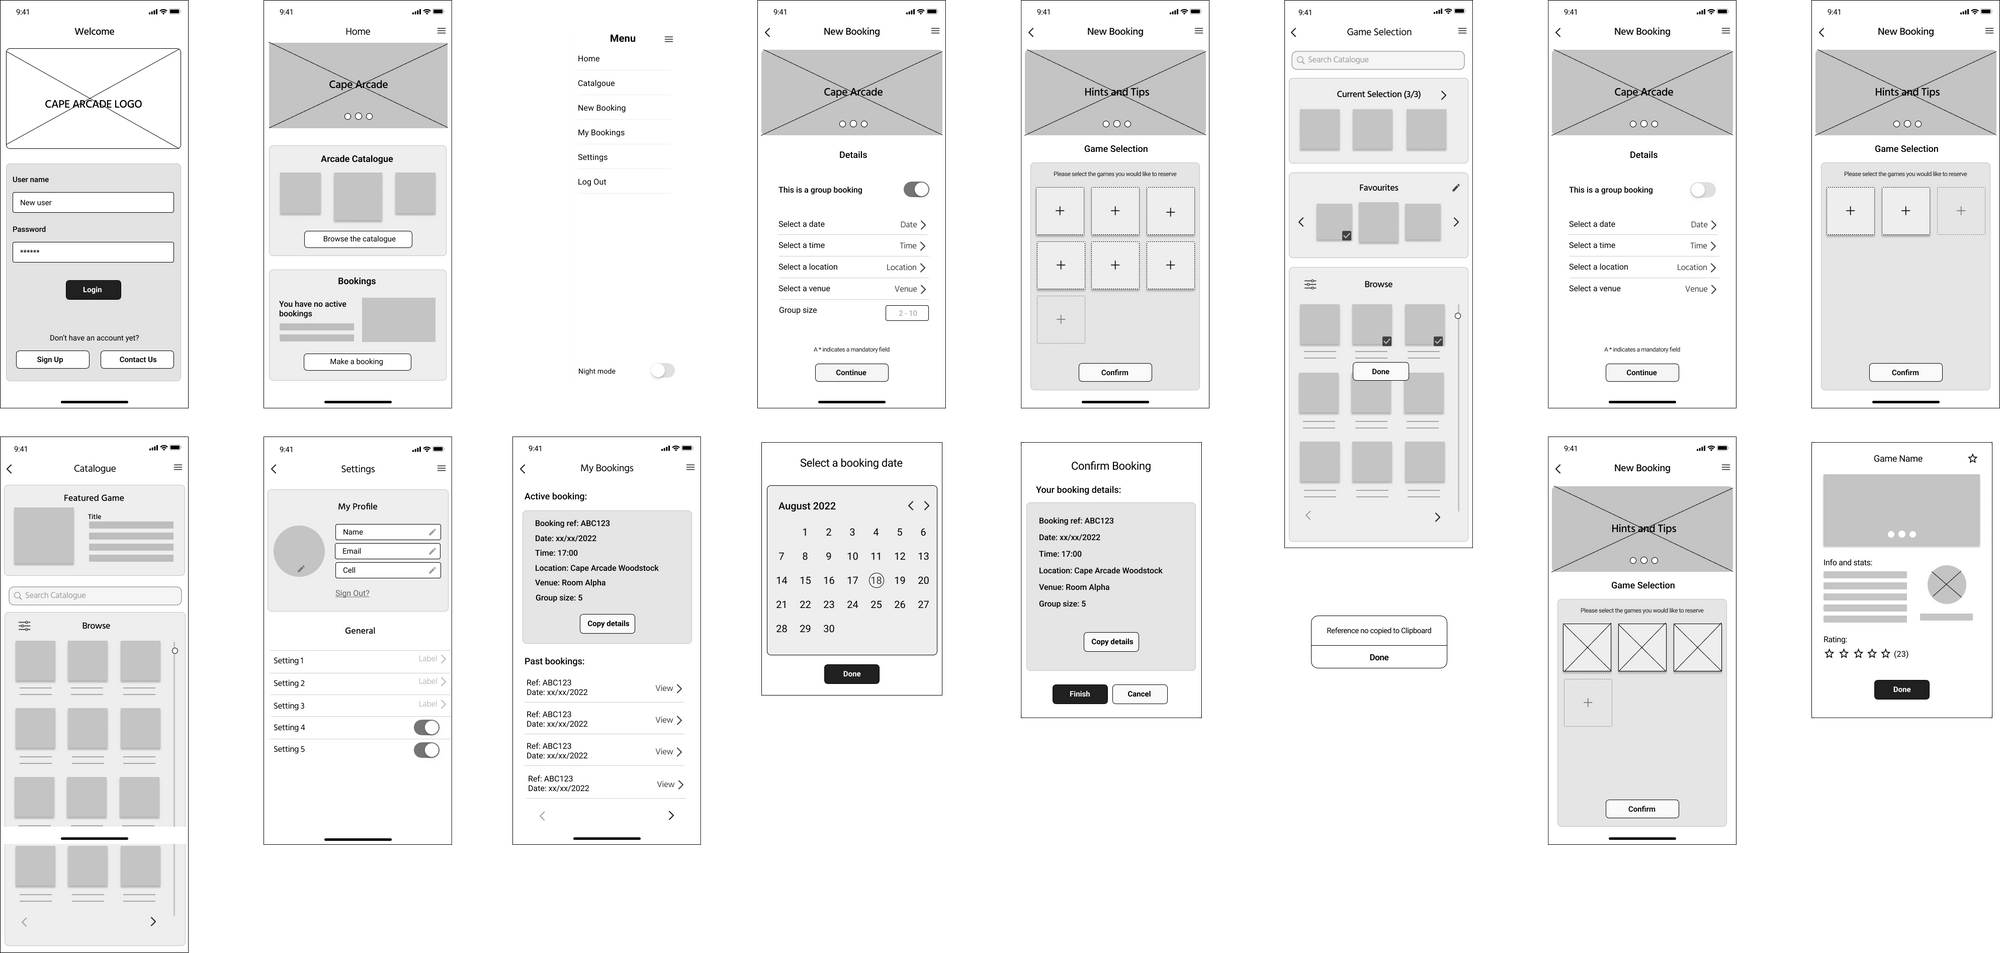 9:41
Welcome
CAPE ARCADE LOGO
User name
New user
Password
******
Login
Don't have an account yet?
Sign Up
Contact Us
9:41
Home
Cape Arcade
Arcade Catalogue
Browse the catalogue
Bookings
You have no active
bookings
Make a booking
Menu
Home
Catalgoue
New Booking
My Bookings
Settings
Log Out
Night mode
9:41
New Booking
Cape Arcade
Details
This is a group booking
Select a date Date
Select a time Time
Select a location Location
Select a venue Venue
Group size 2 - 10
A * indicates a mandatory field
Continue
9:41
New Booking
Hints and Tips
Game Selection
Please select the games you would like to reserve
Confirm
9:41
Game Selection
Search Catalogue
Current Selection (3/3)
Favourites
Browse
Done
9:41
New Booking
Cape Arcade
Details
This is a group booking
Select a date Date
Select a time Time
Select a location Location
Select a venue Venue
A * indicates a mandatory field
Continue
9:41
New Booking
Hints and Tips
Game Selection
Please select the games you would like to reserve
Confirm
9:41
Catalogue
Featured Game
Title
Search Catalogue
Browse
9:41
Settings
My Profile
Name
Email
Cell
Sign Out?
General
Setting 1 Label
Setting 2 Label
Setting 3 Label
Setting 4
Setting 5
9:41
My Bookings
Active booking:
Booking ref: ABC123
Date: xx/xx/2022
Time: 17:00
Location: Cape Arcade Woodstock
Venue: Room Alpha
Group size: 5
Copy details
Past bookings:
Ref: ABC123
Date: xx/xx/2022
View
Ref: ABC123
Date: xx/xx/2022
View
Ref: ABC123
Date: xx/xx/2022
View
Ref: ABC123
Date: xx/xx/2022
View
Select a booking date
August 2022
1 2 3 4 5 6
7 8 9 10 11 12 13
14 15 16 17 18 19 20
21 22 23 24 25 26 27
28 29 30
Done
Confirm Booking
Your booking details:
Booking ref: ABC123
Date: xx/xx/2022
Time: 17:00
Location: Cape Arcade Woodstock
Venue: Room Alpha
Group size: 5
Copy details
Finish
Cancel
Reference no copied to Clipboard
Done
9:41
New Booking
Hints and Tips
Game Selection
Please select the games you would like to reserve
Confirm
Game Name
Info and stats:
Rating:
(23)
Done